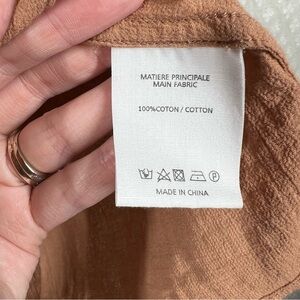 MATIERE PRINCIPALE
MAIN FABRIC
100%COTON / COTTON
MADE IN CHINA